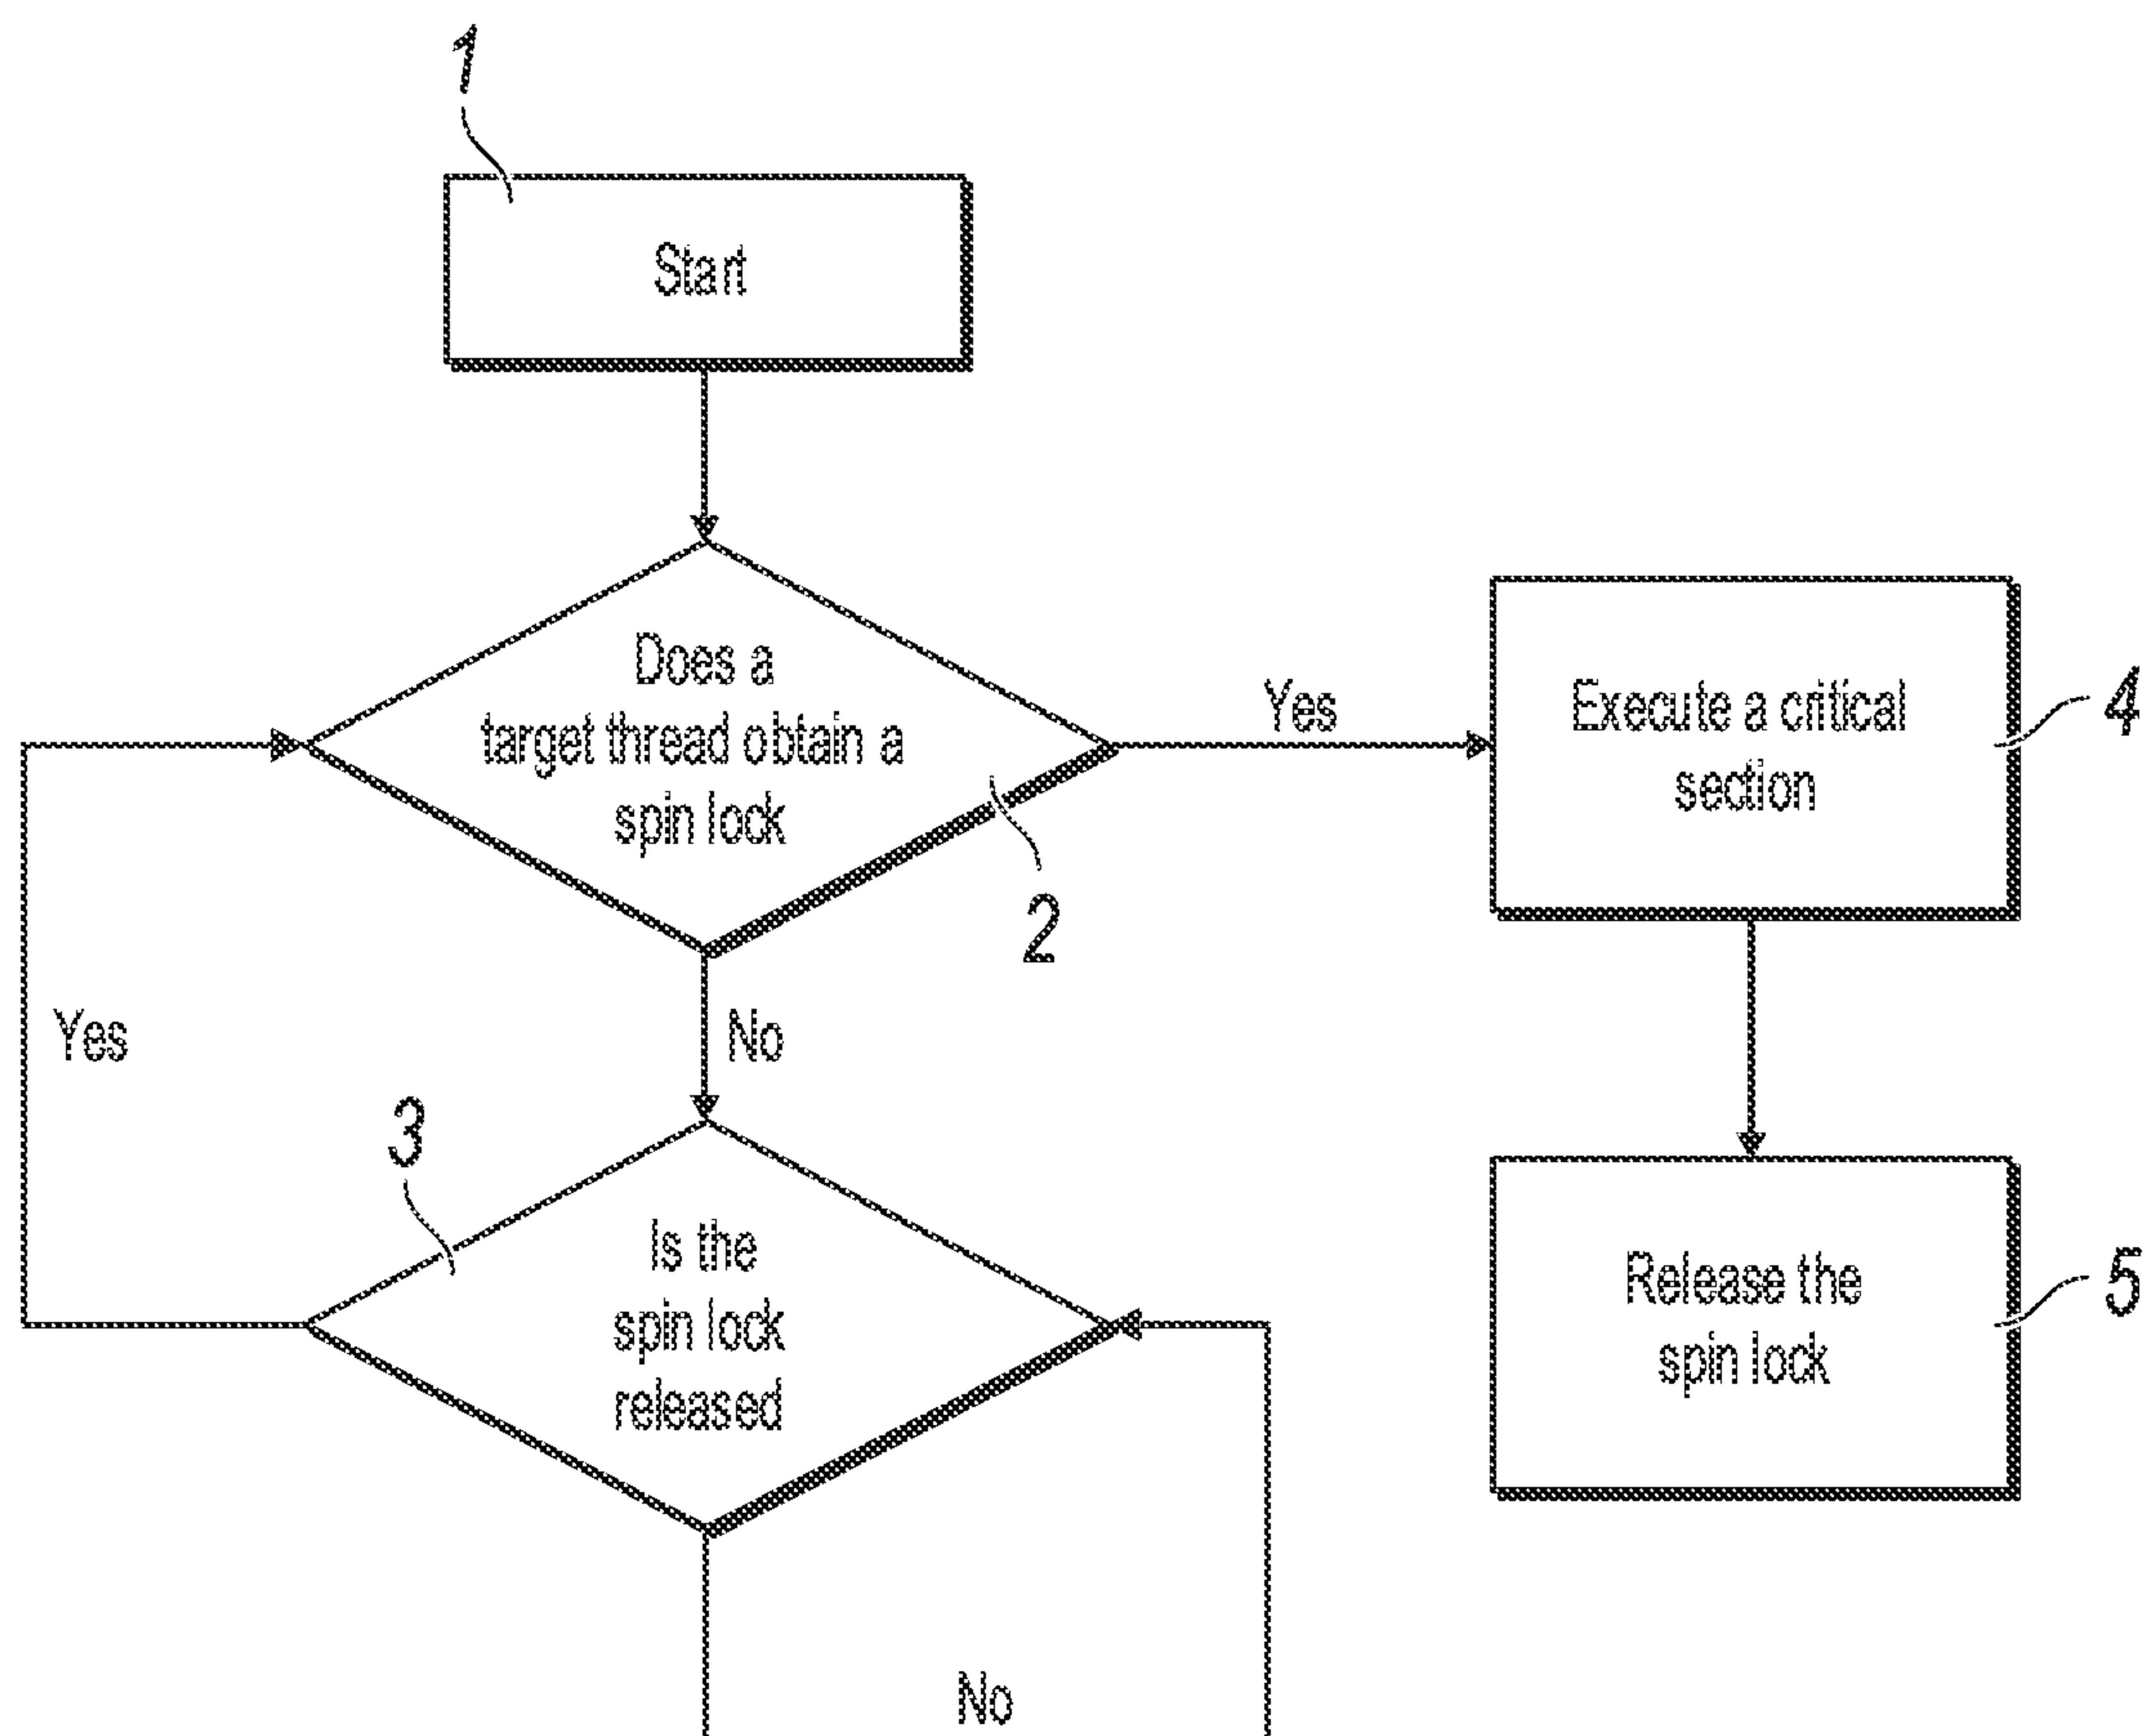 1
Start
Does a
target thread obtain a
spin lock
2
Yes
Execute a critical
section
4
Yes
No
3
Is the
spin lock
released
Release the
spin lock
5
No